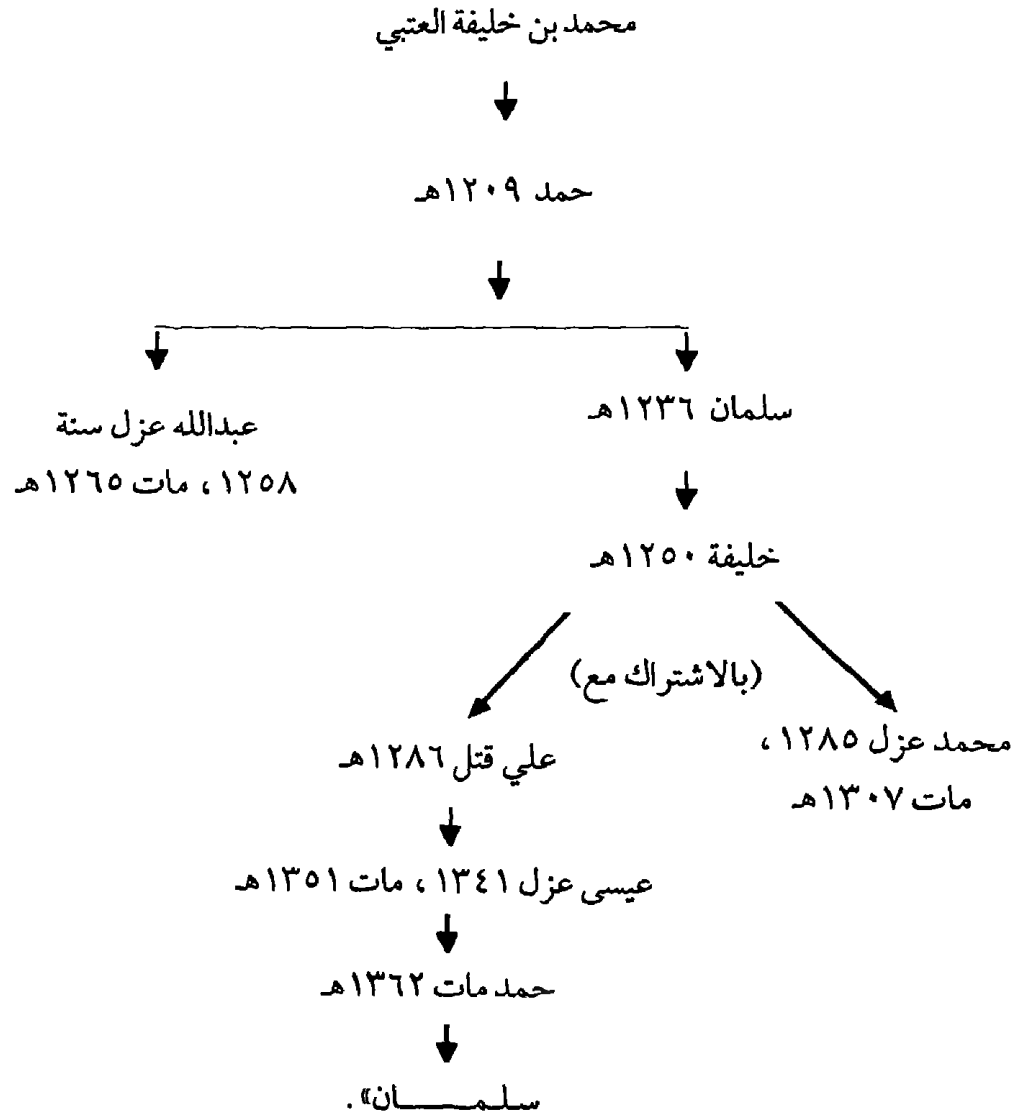 محمد بن خليفة العتبي
حمد ١٢٠٩هـ
سلمان ١٢٣٦هـ
عبدالله عزل سنة
١٢٥٨ ، مات ١٢٦٥هـ
خليفة ١٢٥٠هـ
(بالاشتراك مع)
محمد عزل ١٢٨٥ ،
مات ١٣٠٧هـ
علي قتل ١٢٨٦هـ
عيسى عزل ١٣٤١ ، مات ١٣٥١هـ
حمد مات ١٣٦٢هـ
سلمـــــان» .